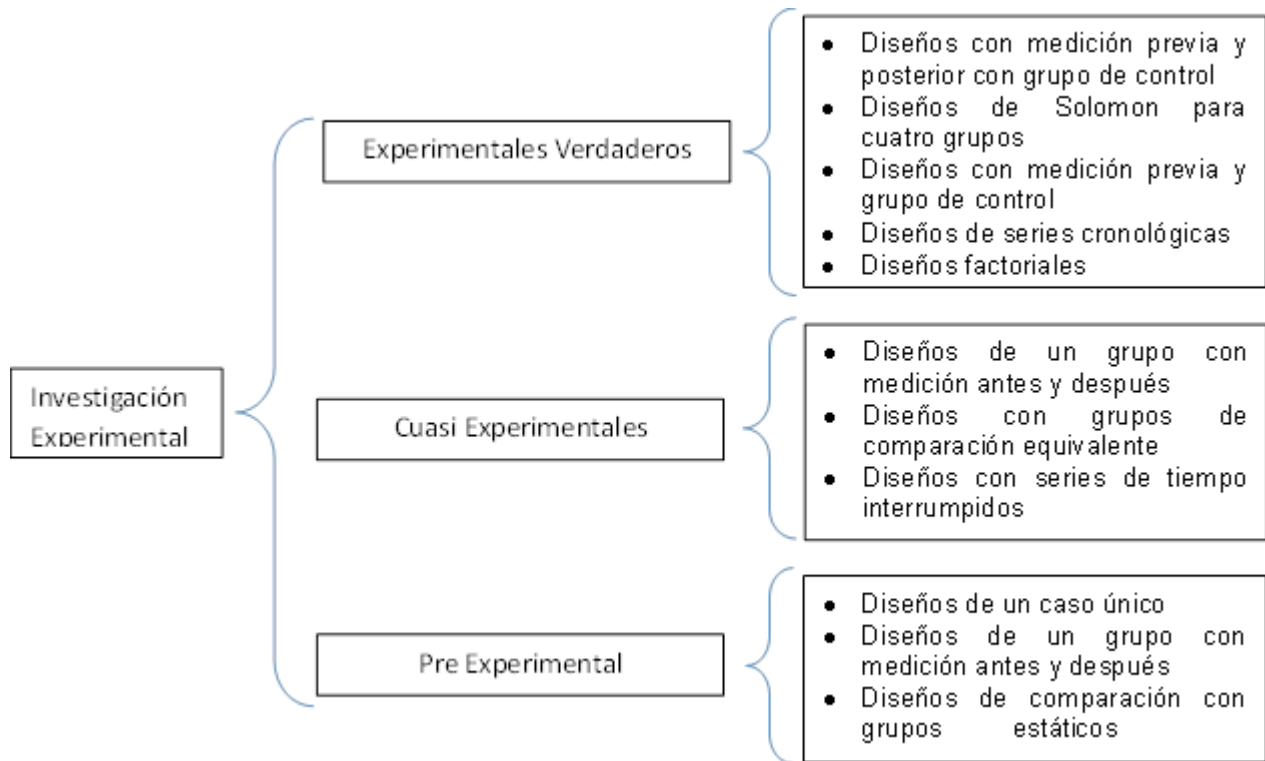 Investigación
Experimental
Experimentales Verdaderos
• Diseños con medición previa y
posterior con grupo de control
• Diseños de Solomon para
cuatro grupos
• Diseños con medición previa y
grupo de control
• Diseños de series cronológicas
• Diseños factoriales
Cuasi Experimentales
• Diseños de un grupo con
medición antes y después
• Diseños con grupos de
comparación equivalente
• Diseños con series de tiempo
interrumpidos
Pre Experimental
• Diseños de un caso único
• Diseños de un grupo con
medición antes y después
• Diseños de comparación con
grupos estáticos